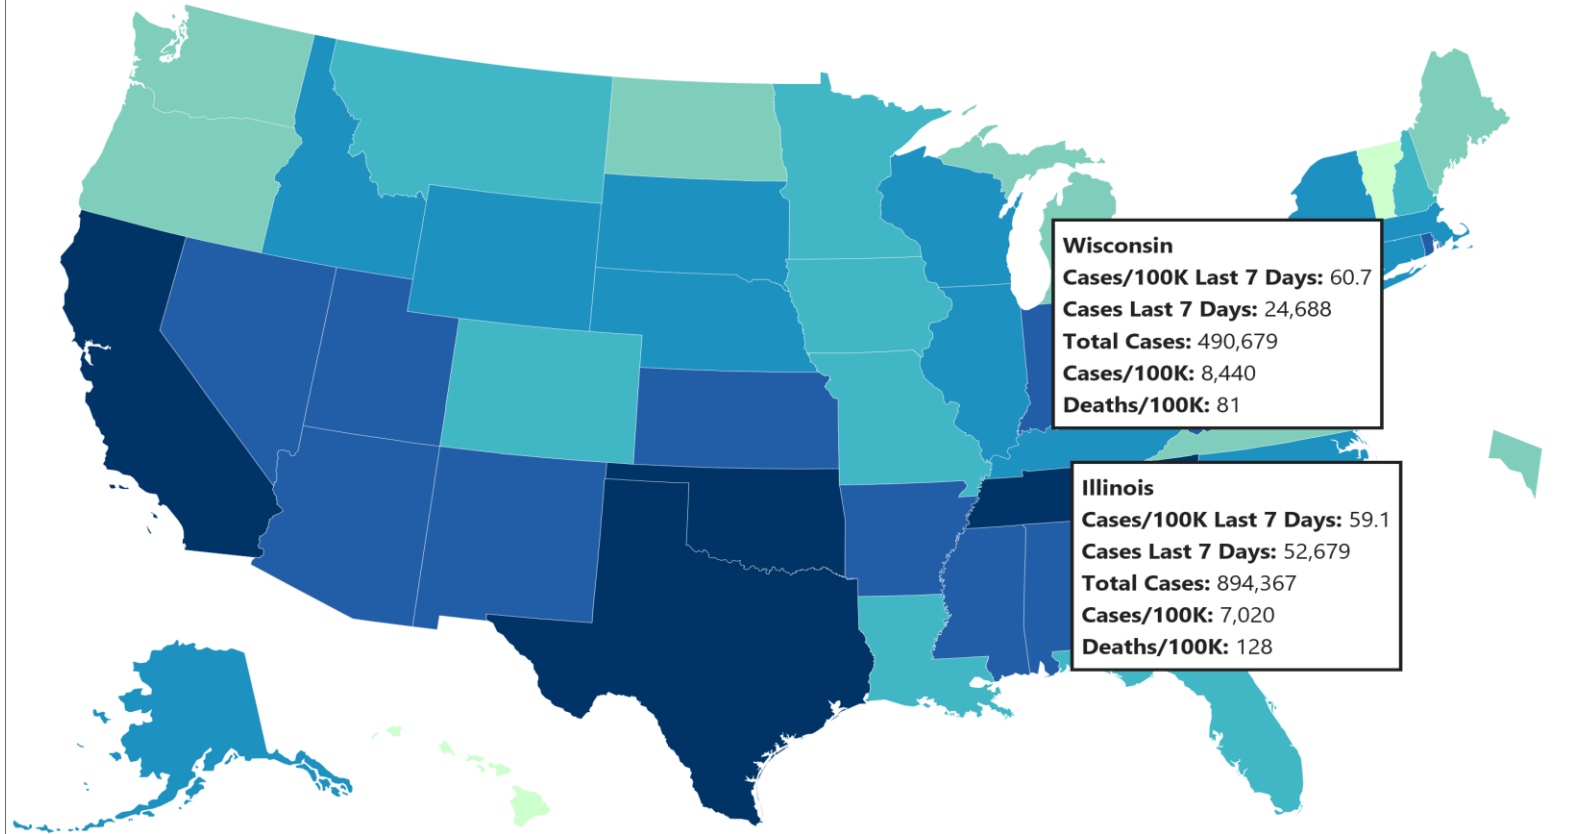 Wisconsin
Cases/100K Last 7 Days: 60.7
Cases Last 7 Days: 24,688
Total Cases: 490,679
Cases/100K: 8,440
Deaths/100K: 81
Illinois
Cases/100K Last 7 Days: 59.1
Cases Last 7 Days: 52,679
Total Cases: 894,367
Cases/100K: 7,020
Deaths/100K: 128